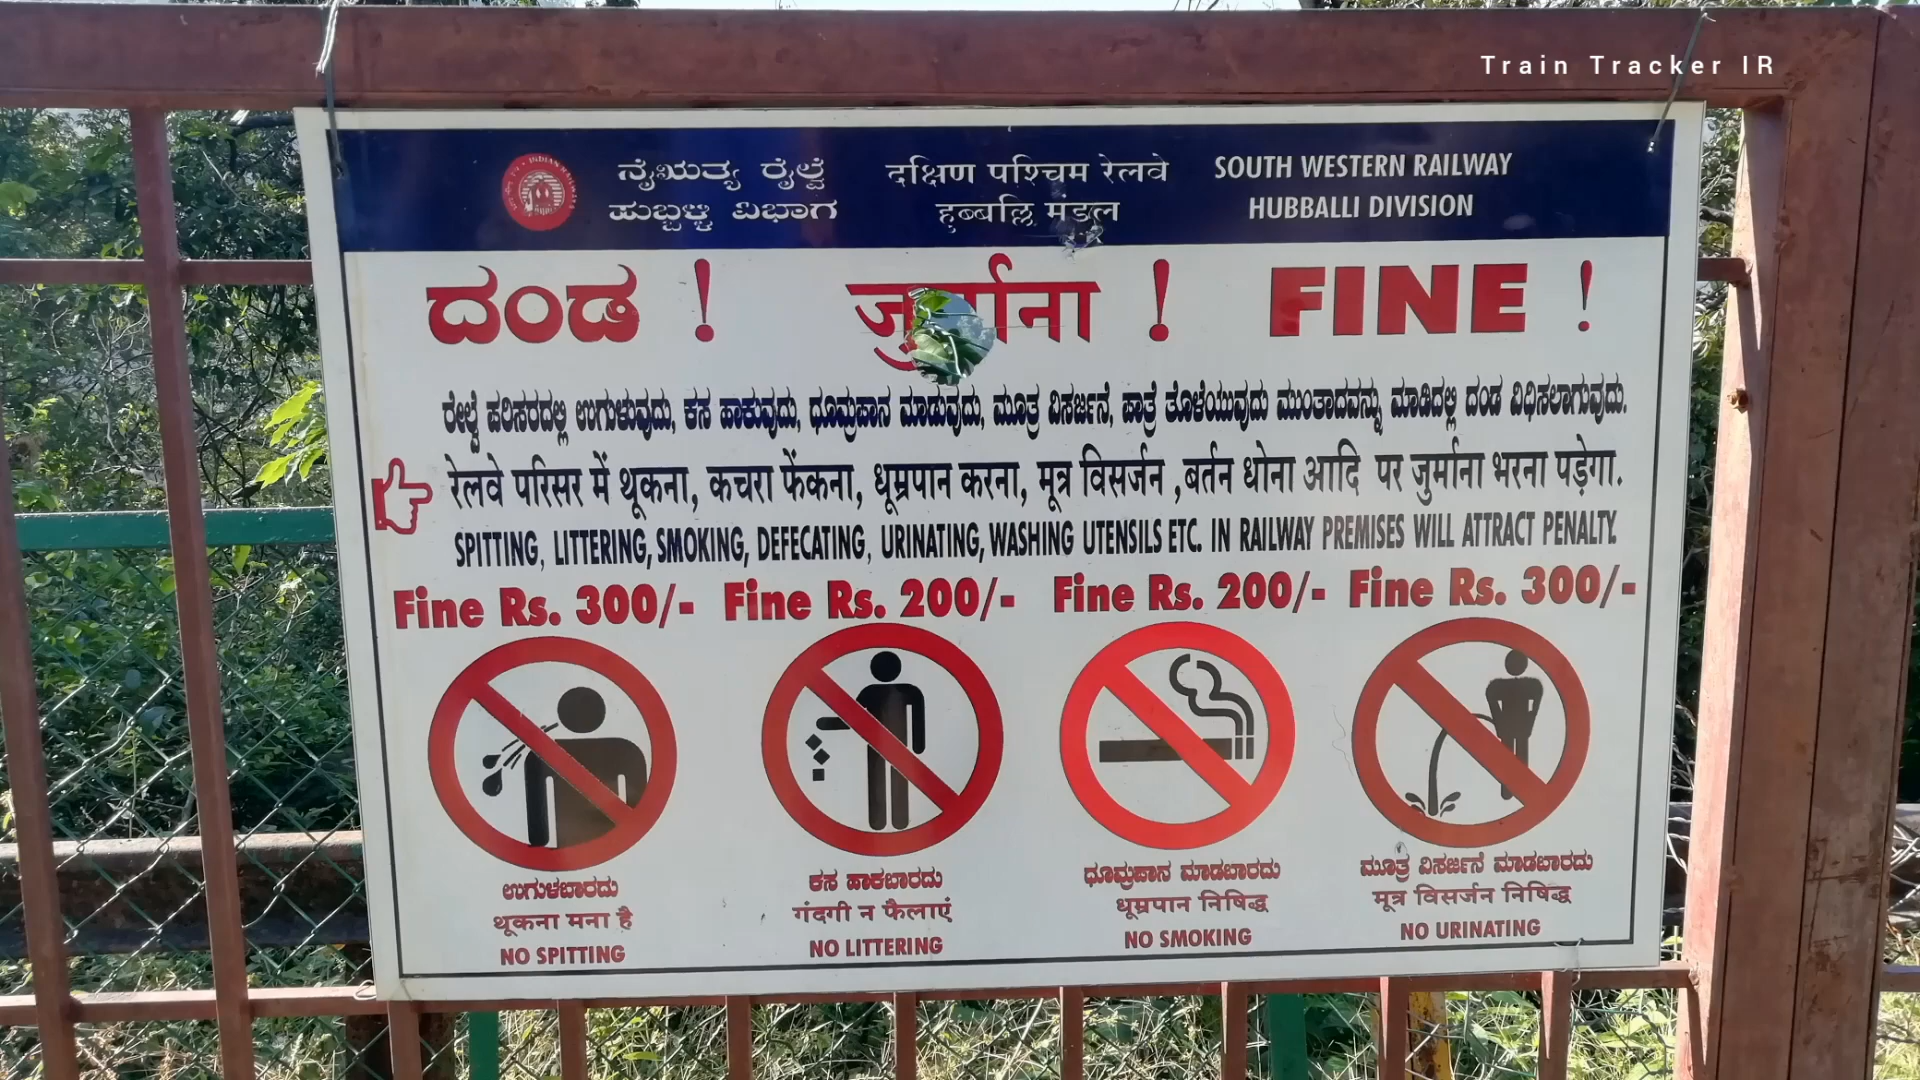 Train Tracker IR
ನೈಋತ್ಯ ರೈಲ್ವೆ
ಹುಬ್ಬಳ್ಳಿ ವಿಭಾಗ
दक्षिण पश्चिम रेलवे
हुब्बल्लि मंडल
SOUTH WESTERN RAILWAY
HUBBALLI DIVISION
ದಂಡ ! जुर्माना ! FINE !
ರೇಲ್ವೆ ಪರಿಸರದಲ್ಲಿ ಉಗುಳುವುದು, ಕಸ ಹಾಕುವುದು, ಧೂಮ್ರಪಾನ ಮಾಡುವುದು, ಮೂತ್ರ ವಿಸರ್ಜನೆ, ಪಾತ್ರೆ ತೊಳೆಯುವುದು ಮುಂತಾದವನ್ನು ಮಾಡಿದಲ್ಲಿ ದಂಡ ವಿಧಿಸಲಾಗುವುದು.
रेलवे परिसर में थूकना, कचरा फेंकना, धूम्रपान करना, मूत्र विसर्जन ,बर्तन धोना आदि पर जुर्माना भरना पड़ेगा.
SPITTING, LITTERING, SMOKING, DEFECATING, URINATING, WASHING UTENSILS ETC. IN RAILWAY PREMISES WILL ATTRACT PENALTY.
Fine Rs. 300/- Fine Rs. 200/- Fine Rs. 200/- Fine Rs. 300/-
ಉಗುಳಬಾರದು
थूकना मना है
NO SPITTING
ಕಸ ಹಾಕಬಾರದು
गंदगी न फैलाएं
NO LITTERING
ಧೂಮ್ರಪಾನ ಮಾಡಬಾರದು
धूम्रपान निषिद्ध
NO SMOKING
ಮೂತ್ರ ವಿಸರ್ಜನೆ ಮಾಡಬಾರದು
मूत्र विसर्जन निषिद्ध
NO URINATING